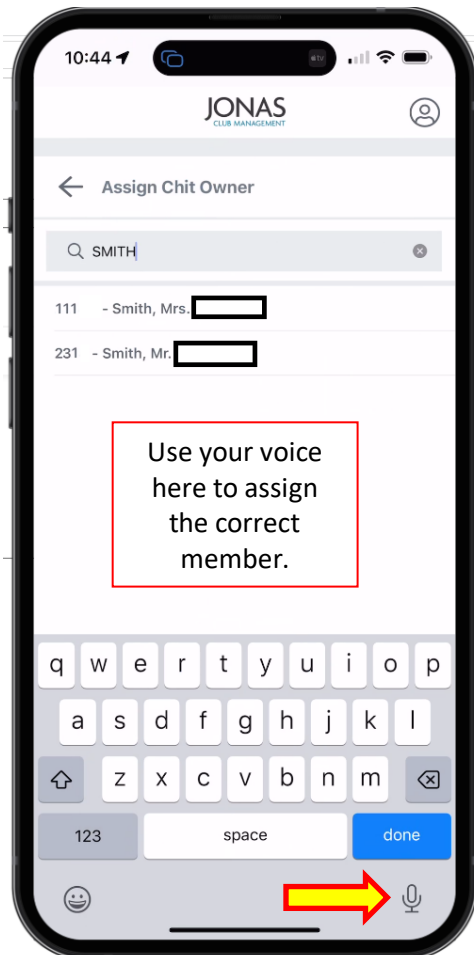 10:44
tv
JONAS
CLUB MANAGEMENT
Assign Chit Owner
SMITH
111 - Smith, Mrs.
231 - Smith, Mr.
Use your voice
here to assign
the correct
member.
q w e r t y u i o p
a s d f g h j k l
z x c v b n m
123 space done